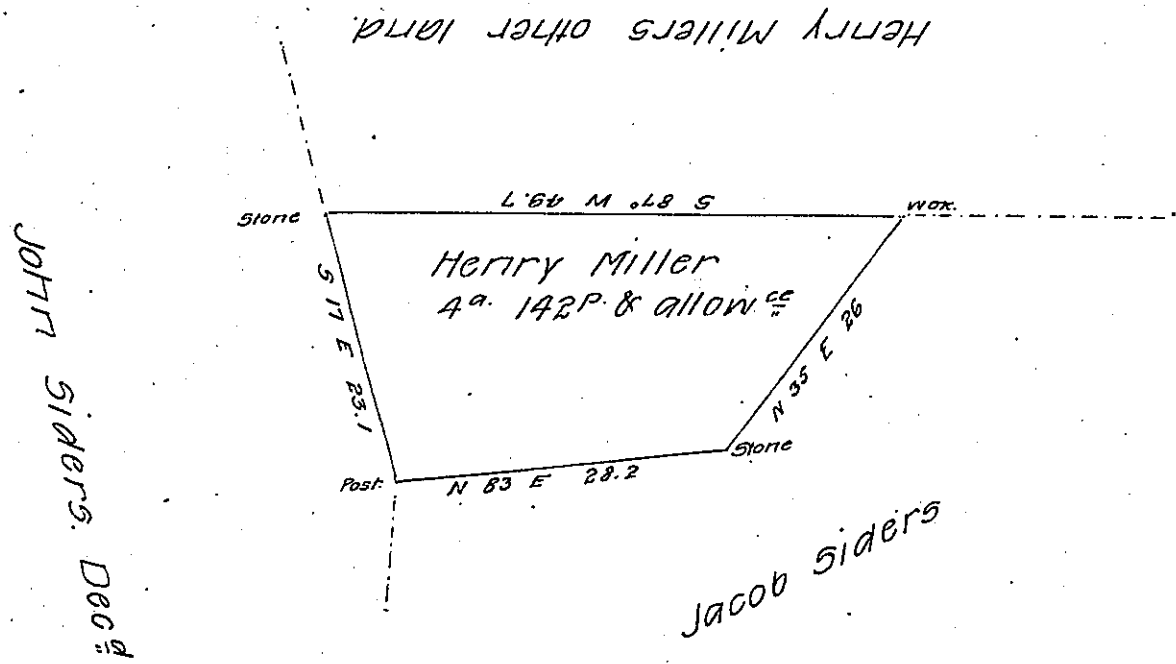 Henry Millers other land
S 87° W 49.7
Stone
wok.
Henry Miller
4a. 142P. & allowce
S 17 E 23.1
N 35 E 26
Stone
Post.
N 83 E 28.2
John Siders. Decd
Jacob Siders